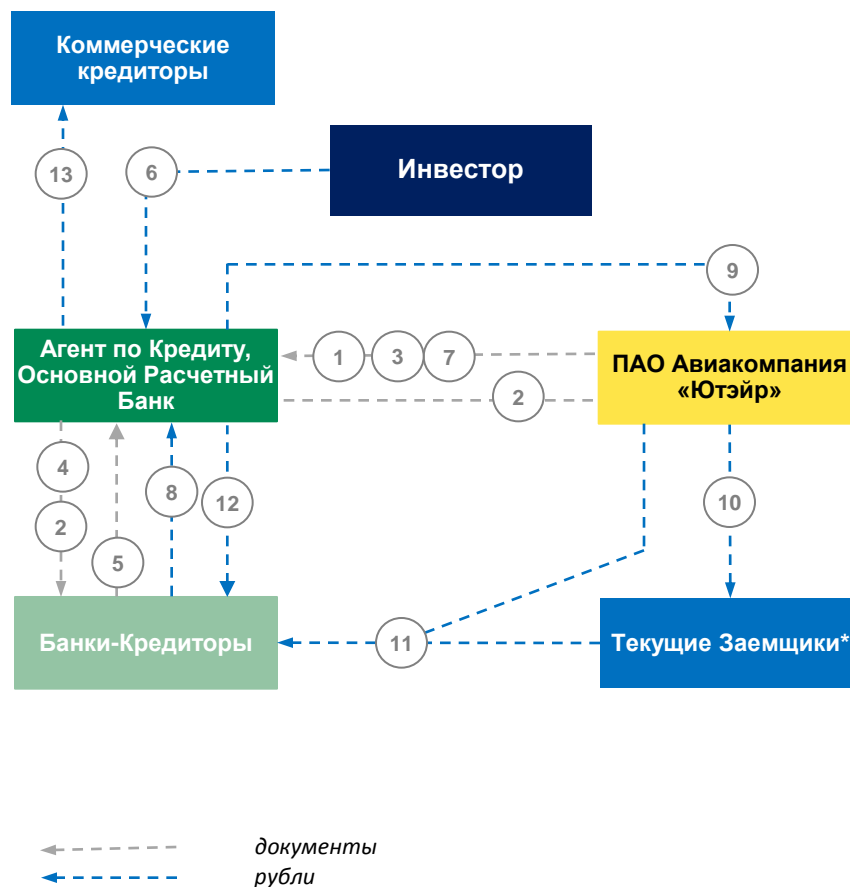 Коммерческие
кредиторы
13
6
Инвестор
9
Агент по Кредиту,
Основной Расчетный
Банк
1
3
7
2
ПАО Авиакомпания
«Ютэйр»
4
8
12
10
2
5
Банки-Кредиторы
11
Текущие Заемщики*
документы
рубли